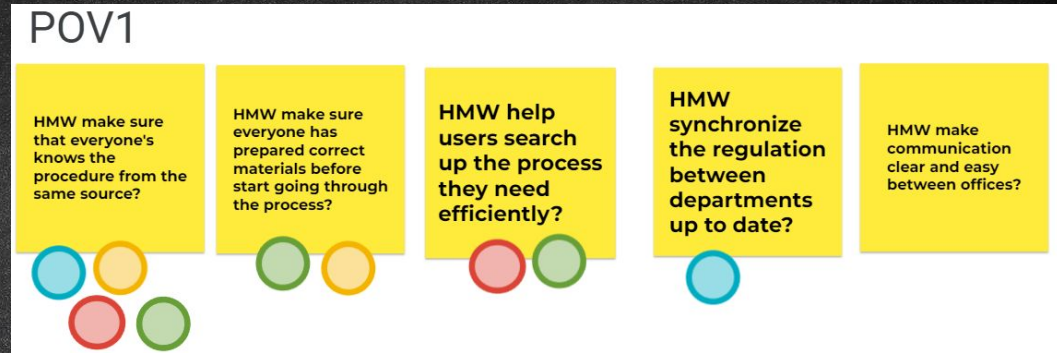 POV1
HMW make sure
that everyone's
knows the
procedure from the
same source?
HMW make sure
everyone has
prepared correct
materials before
start going through
the process?
HMW help
users search
up the process
they need
efficiently?
HMW
synchronize
the regulation
between
departments
up to date?
HMW make
communication
clear and easy
between offices?